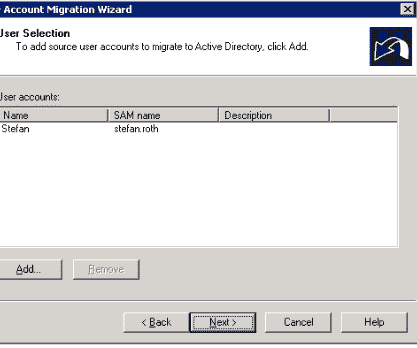 Account Migration Wizard
User Selection
To add source user accounts to migrate to Active Directory, click Add.
User accounts:
Name SAM name Description
Stefan stefan.roth
Add... Remove
< Back Next > Cancel Help